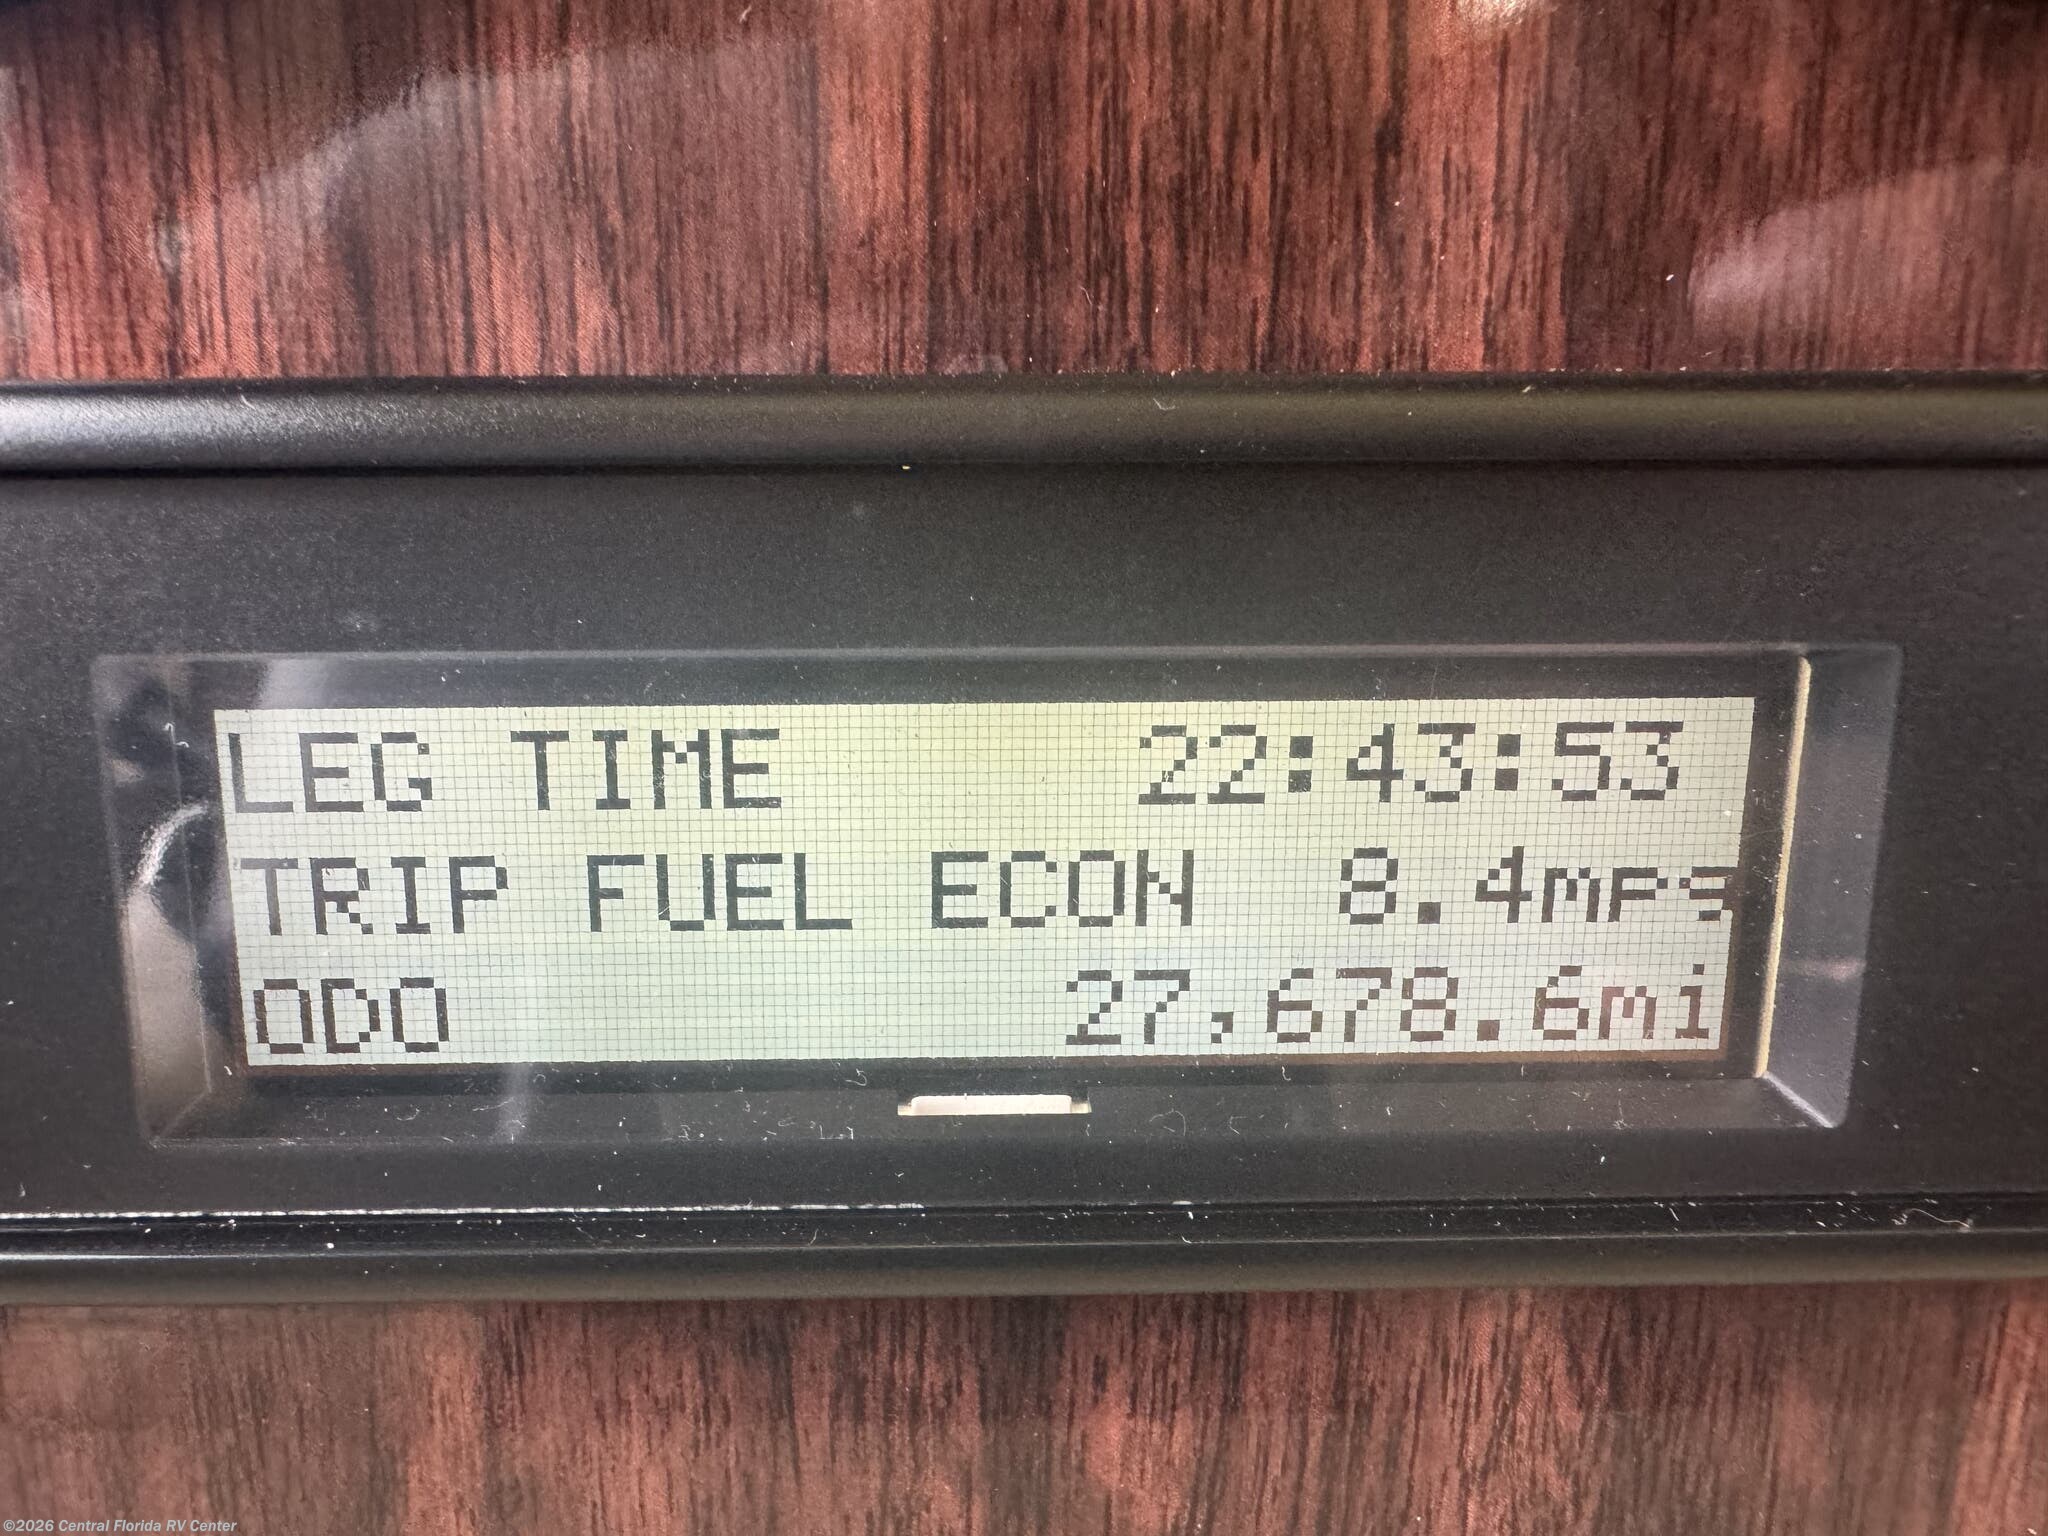 LEG TIME 22:43:53
TRIP FUEL ECON 8.4mpg
ODO 27,678.6mi
©2026 Central Florida RV Center